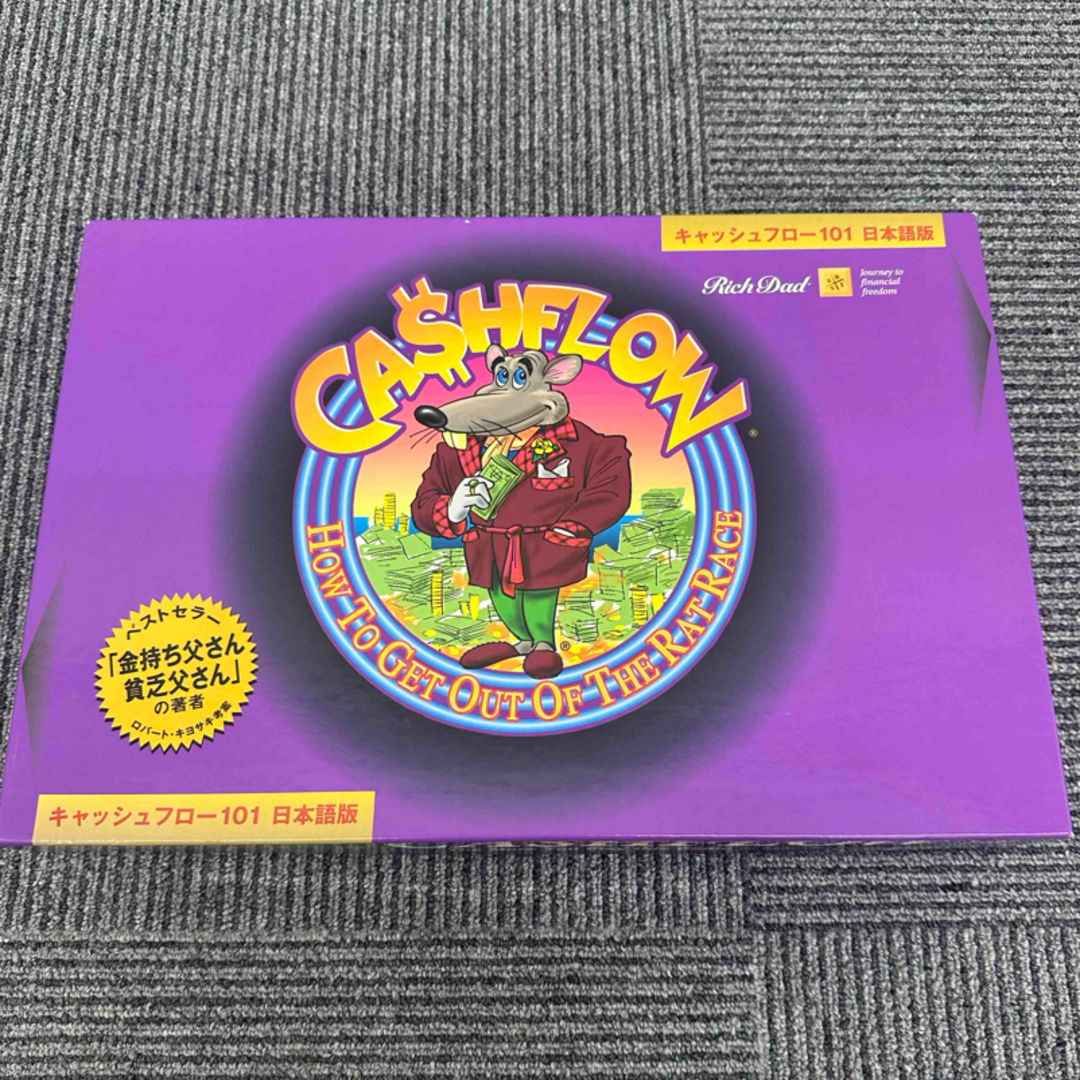 キャッシュフロー101 日本語版
Rich Dad
Journey to
financial
freedom
CA$HFLOW
®
HOW TO GET OUT OF THE RAT RACE
®
ベストセラー
「金持ち父さん
貧乏父さん」
の著者
ロバート・キヨサキ考案
キャッシュフロー101 日本語版